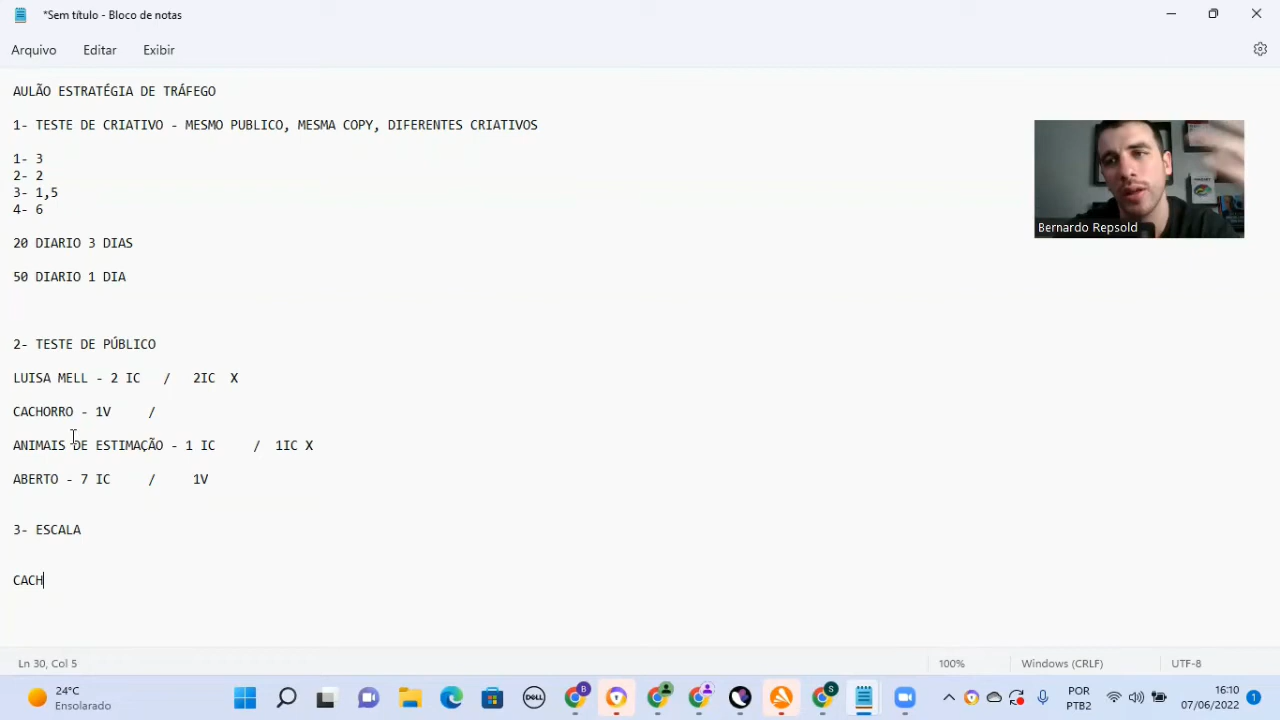 *Sem título - Bloco de notas
Arquivo Editar Exibir
AULÃO ESTRATÉGIA DE TRÁFEGO
1- TESTE DE CRIATIVO - MESMO PUBLICO, MESMA COPY, DIFERENTES CRIATIVOS
1- 3
2- 2
3- 1,5
4- 6
20 DIARIO 3 DIAS
50 DIARIO 1 DIA
2- TESTE DE PÚBLICO
LUISA MELL - 2 IC / 2IC X
CACHORRO - 1V /
ANIMAIS DE ESTIMAÇÃO - 1 IC / 1IC X
ABERTO - 7 IC / 1V
3- ESCALA
CACH
Bernardo Repsold
Ln 30, Col 5 100% Windows (CRLF) UTF-8
24°C
Ensolarado
DELL
B
S
POR
PTB2
16:10
07/06/2022
1